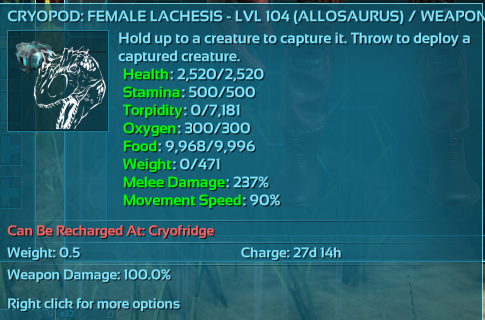 CRYOPOD: FEMALE LACHESIS - LVL 104 (ALLOSAURUS) / WEAPON
Hold up to a creature to capture it. Throw to deploy a
captured creature.
Health: 2,520/2,520
Stamina: 500/500
Torpidity: 0/7,181
Oxygen: 300/300
Food: 9,968/9,996
Weight: 0/471
Melee Damage: 237%
Movement Speed: 90%
Can Be Recharged At: Cryofridge
Weight: 0.5 Charge: 27d 14h
Weapon Damage: 100.0%
Right click for more options